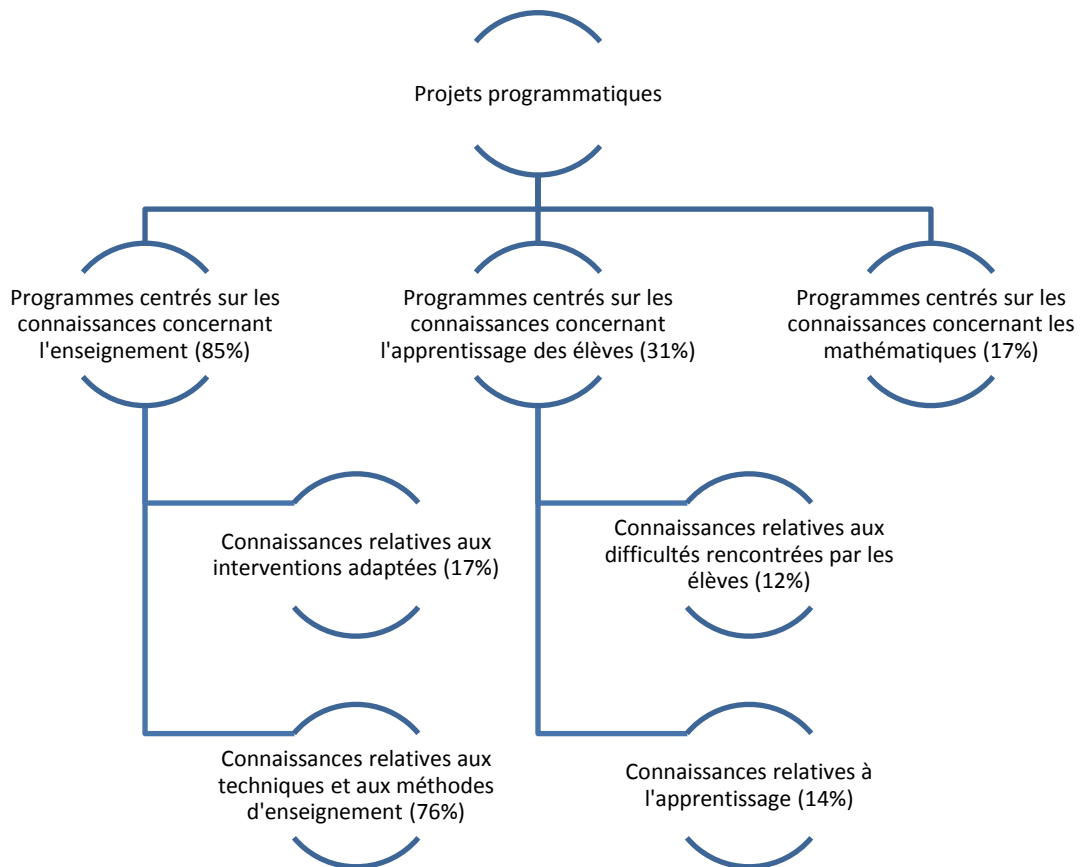 Projets programmatiques
Programmes centrés sur les
connaissances concernant
l'enseignement (85%)
Programmes centrés sur les
connaissances concernant
l'apprentissage des élèves (31%)
Programmes centrés sur les
connaissances concernant les
mathématiques (17%)
Connaissances relatives aux
interventions adaptées (17%)
Connaissances relatives aux
difficultés rencontrées par les
élèves (12%)
Connaissances relatives aux
techniques et aux méthodes
d'enseignement (76%)
Connaissances relatives à
l'apprentissage (14%)